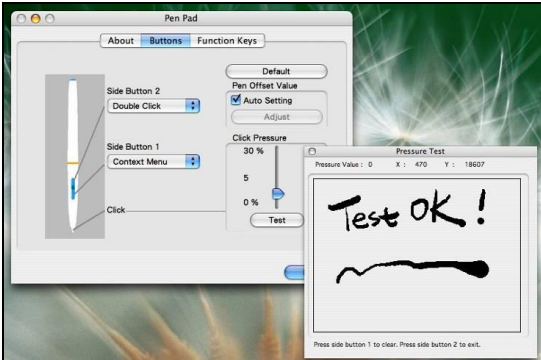 Pen Pad
About Buttons Function Keys
Default
Side Button 2
Pen Offset Value
Double Click
Auto Setting
Adjust
Side Button 1
Click Pressure
Context Menu
30 %
5
0 %
Click
Test
Pressure Test
Pressure Value : 0 X : 470 Y : 18607
Test OK !
Press side button 1 to clear. Press side button 2 to exit.